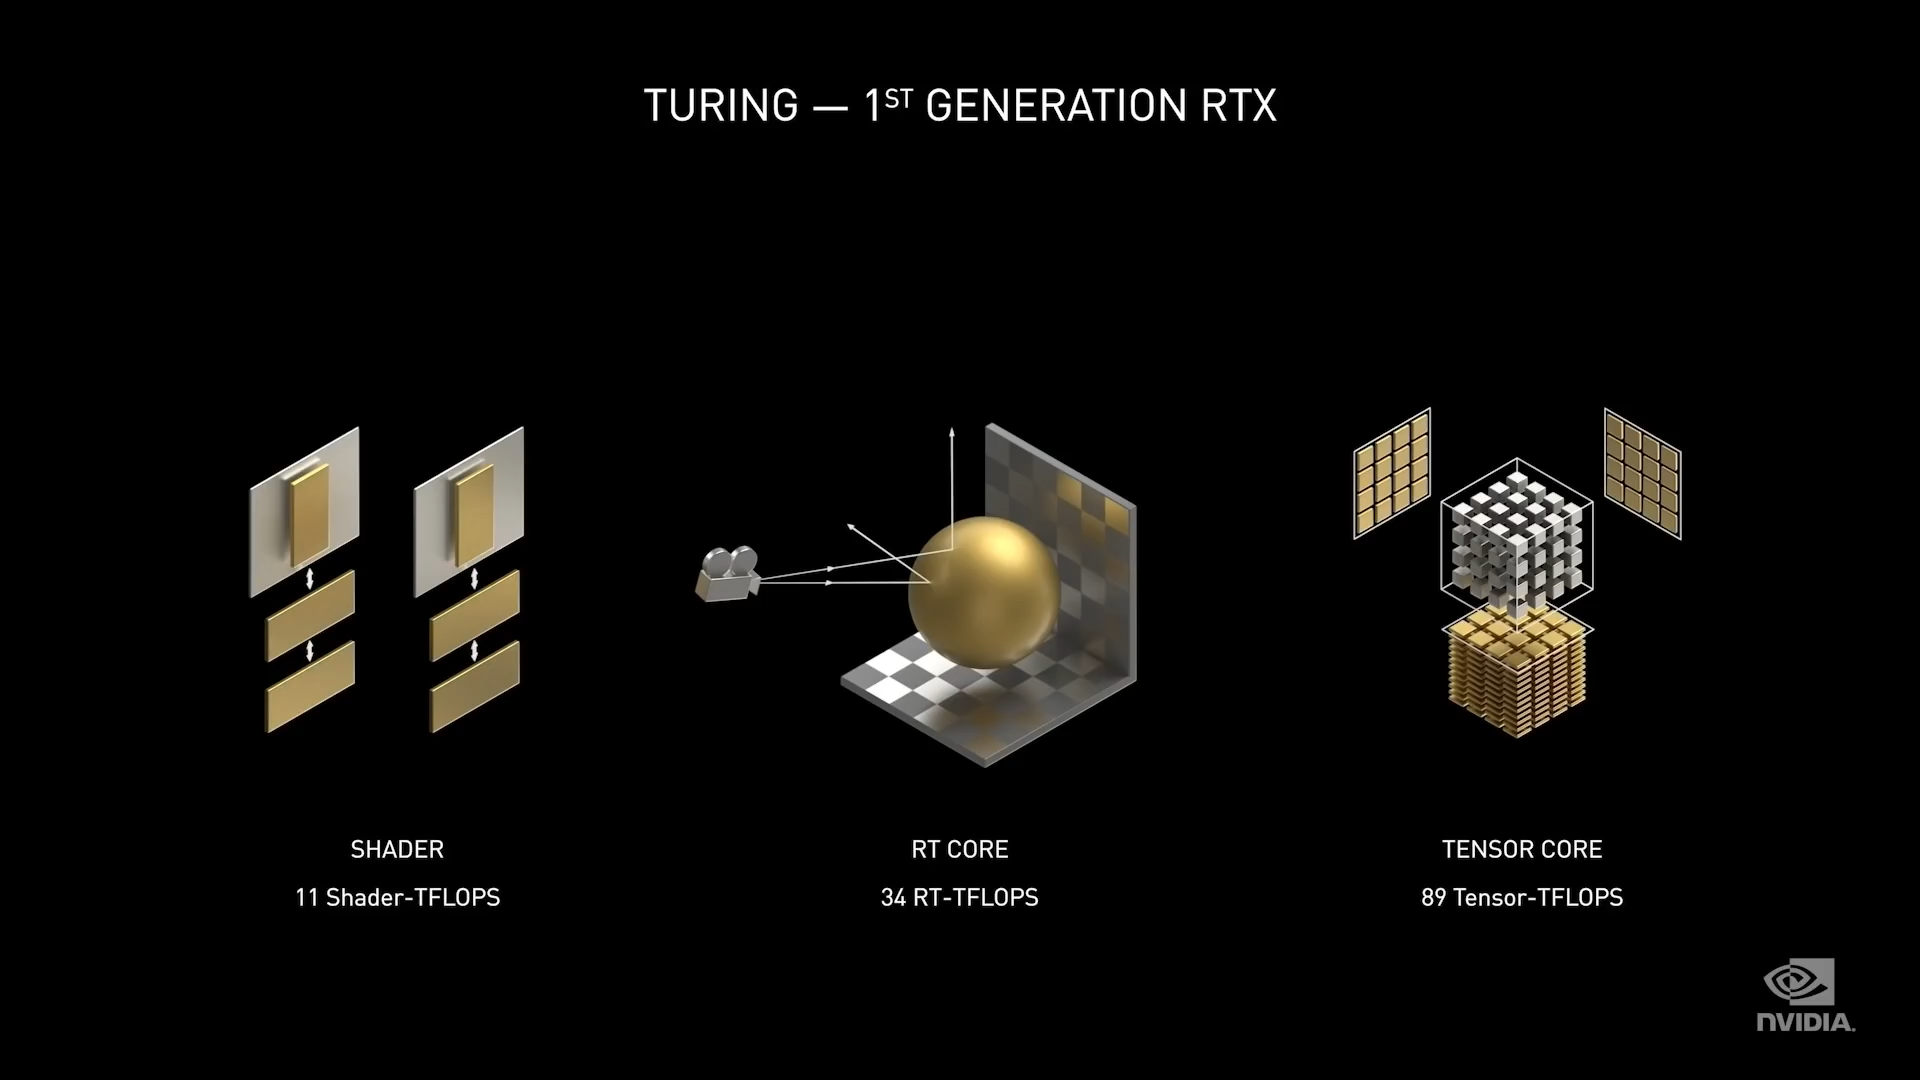 TURING — 1ST GENERATION RTX
SHADER
11 Shader-TFLOPS
RT CORE
34 RT-TFLOPS
TENSOR CORE
89 Tensor-TFLOPS
NVIDIA.